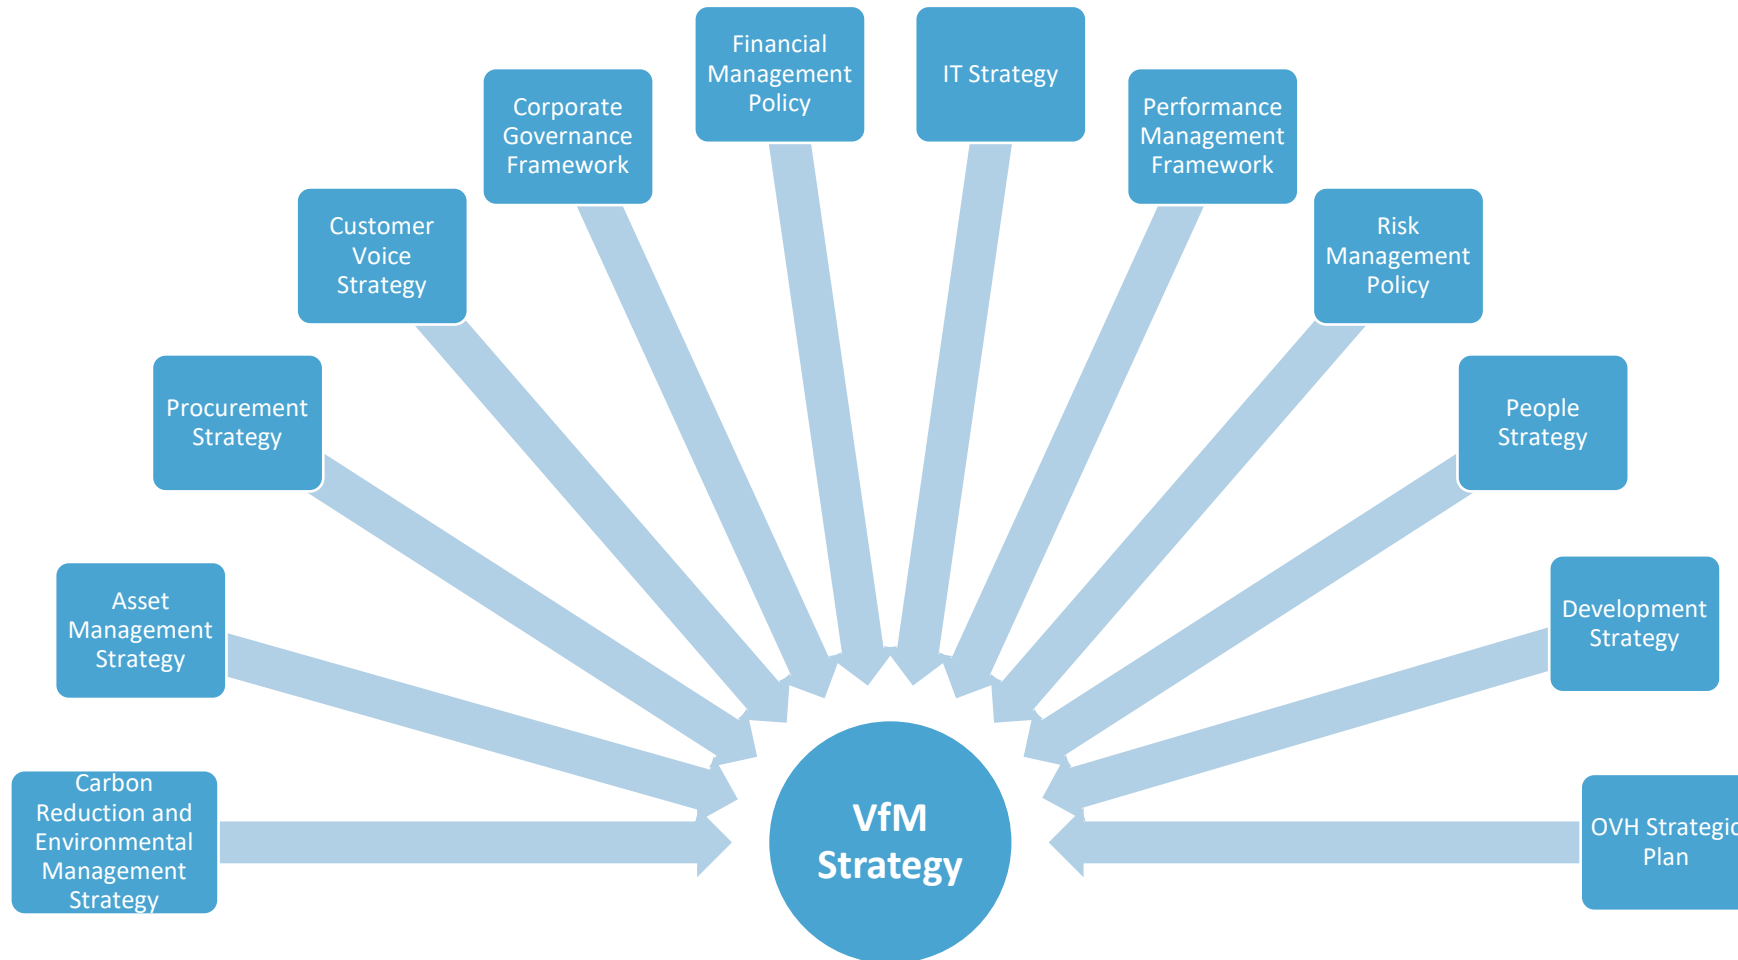 Financial
Management
Policy
IT Strategy
Corporate
Governance
Framework
Performance
Management
Framework
Customer
Voice
Strategy
Risk
Management
Policy
Procurement
Strategy
People
Strategy
Asset
Management
Strategy
Development
Strategy
Carbon
Reduction and
Environmental
Management
Strategy
VfM
Strategy
OVH Strategic
Plan